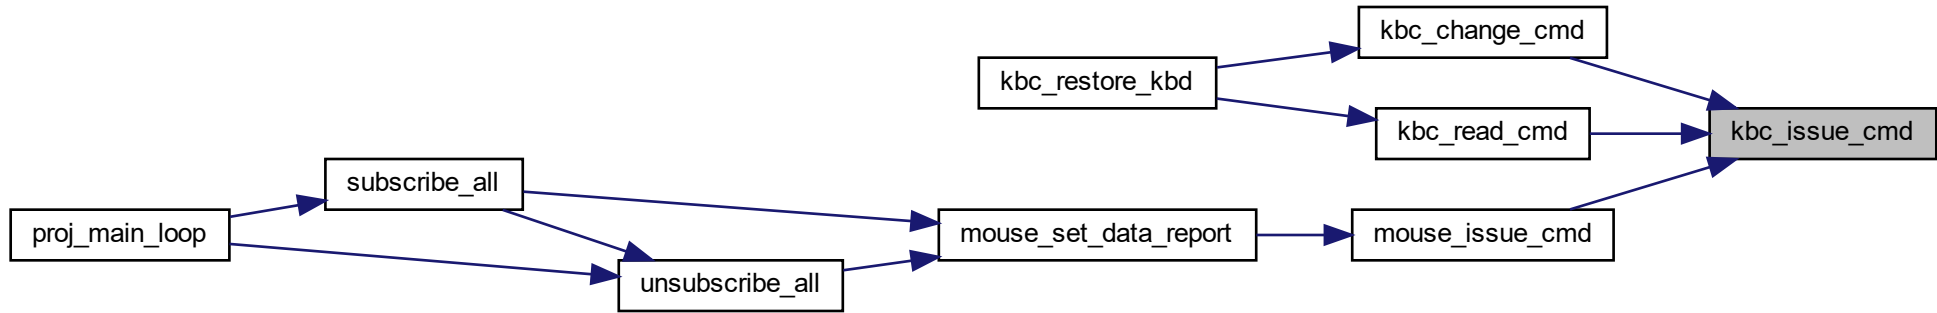 kbc_change_cmd
kbc_restore_kbd
kbc_read_cmd
kbc_issue_cmd
subscribe_all
proj_main_loop
mouse_set_data_report
mouse_issue_cmd
unsubscribe_all